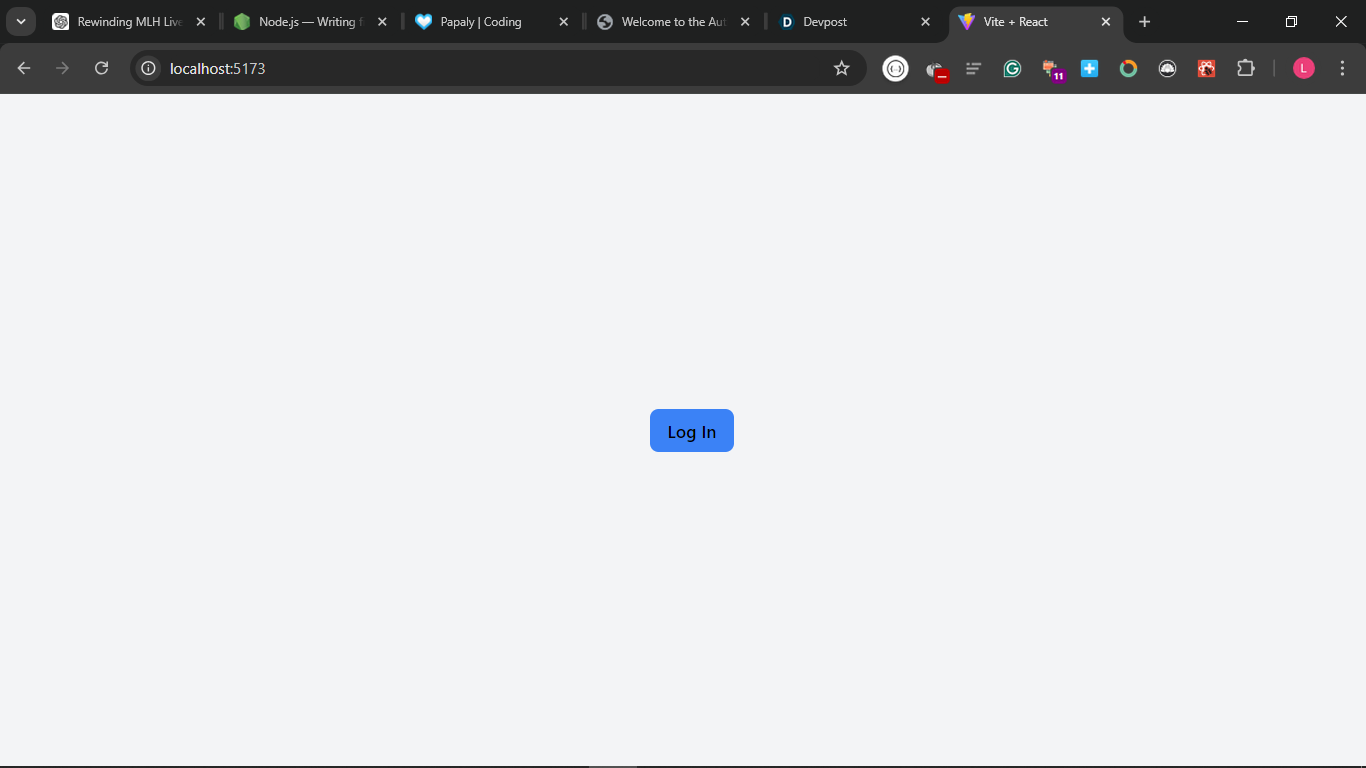 Rewinding MLH Live
Node.js — Writing f
Papaly | Coding
Welcome to the Aut
Devpost
Vite + React
localhost:5173
11
L
Log In